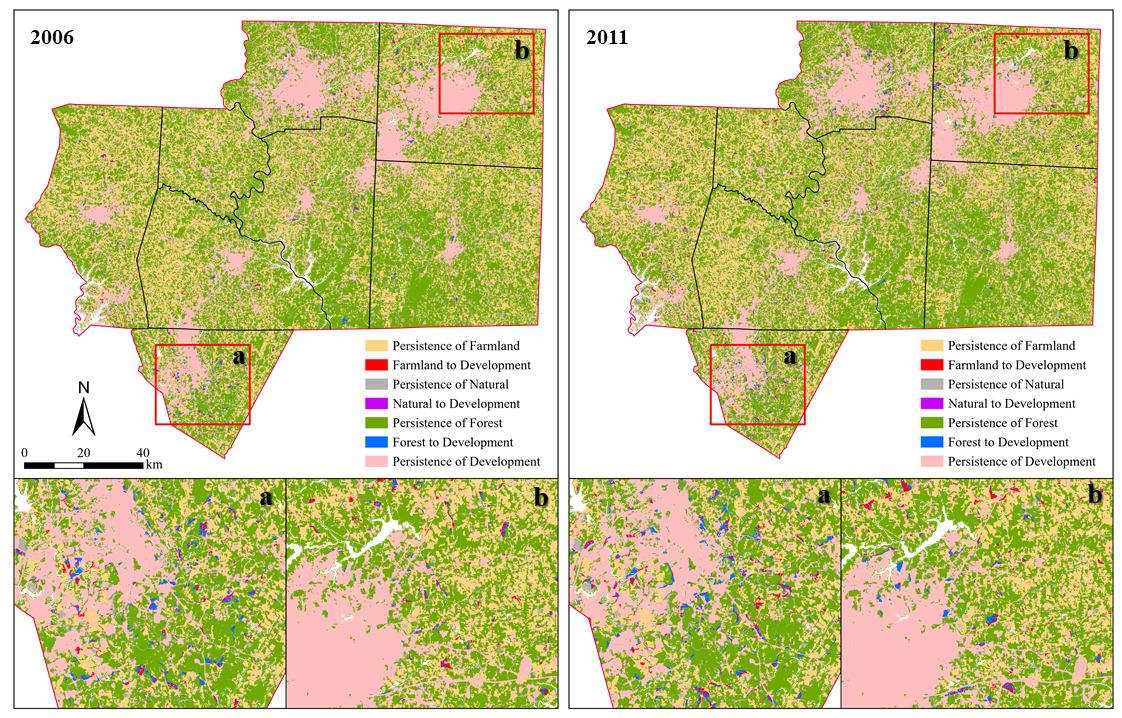 2006
b
a
N
0 20 40
km
Persistence of Farmland
Farmland to Development
Persistence of Natural
Natural to Development
Persistence of Forest
Forest to Development
Persistence of Development
a
b
2011
b
a
Persistence of Farmland
Farmland to Development
Persistence of Natural
Natural to Development
Persistence of Forest
Forest to Development
Persistence of Development
a
b